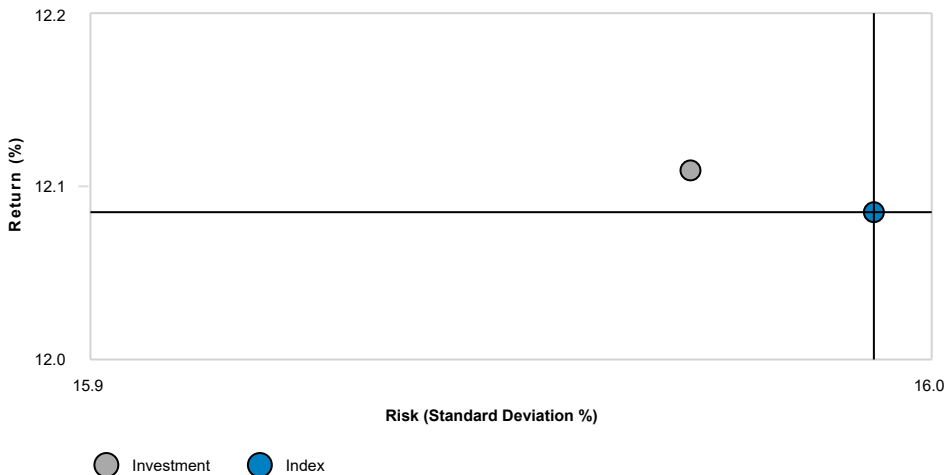 12.2
Return (%)
12.1
12.0
15.9
16.0
Risk (Standard Deviation %)
Investment
Index